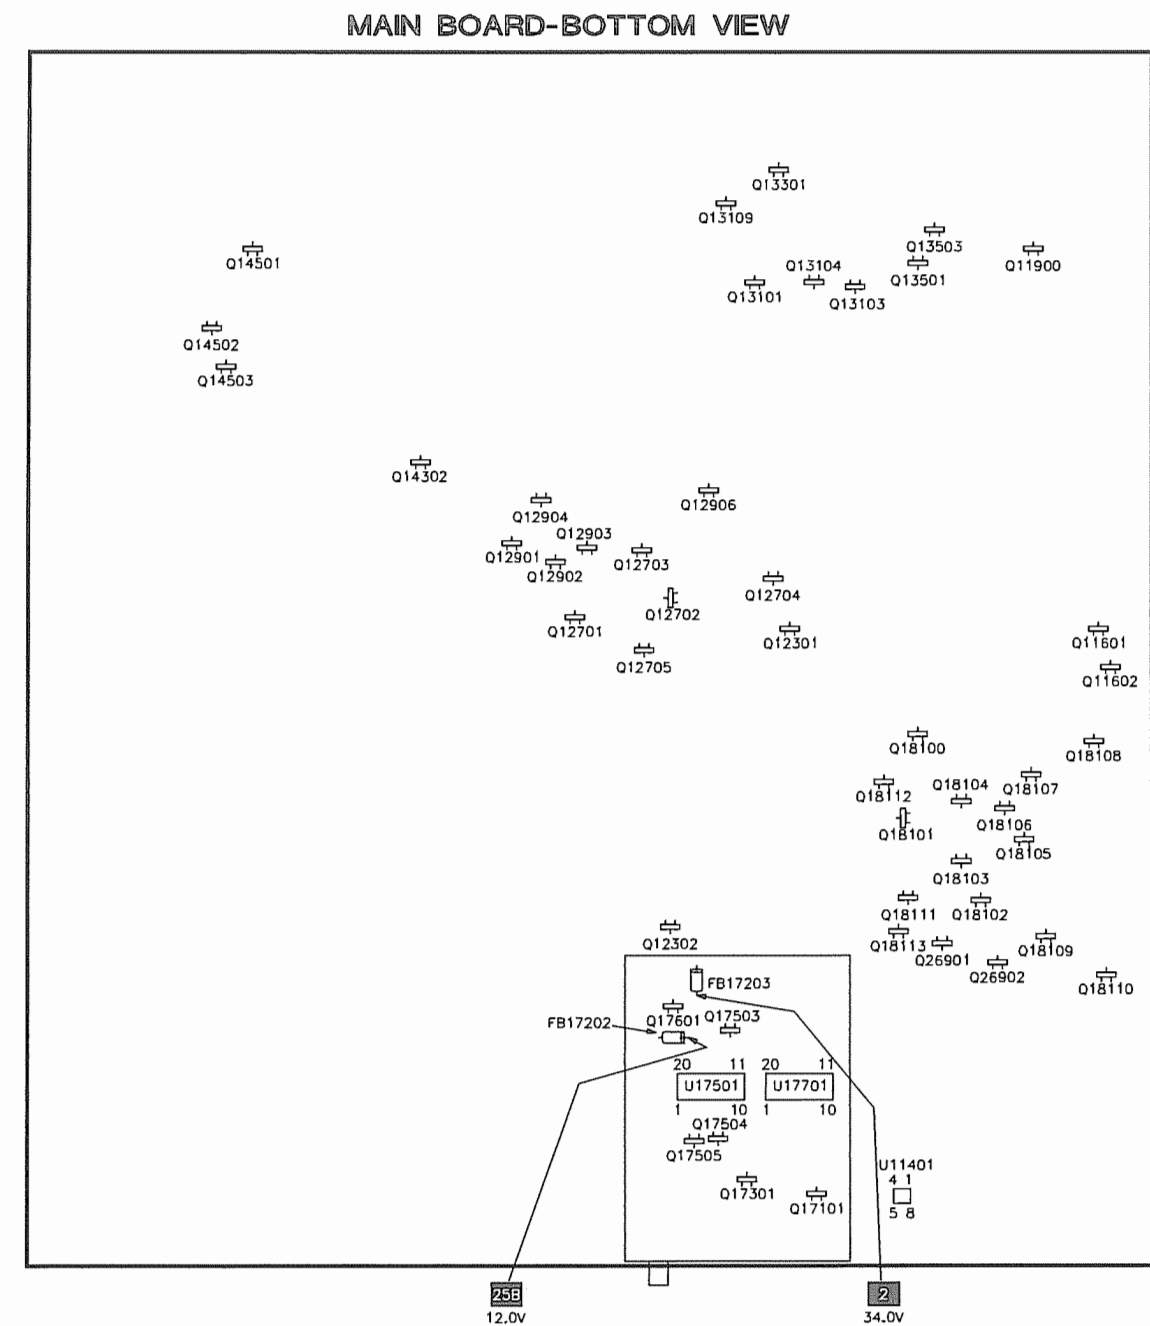 MAIN BOARD-BOTTOM VIEW
Q13301
Q13109
Q13503
Q14501
Q13104
Q13501
Q11900
Q13101
Q13103
Q14502
Q14503
Q14302
Q12906
Q12904
Q12903
Q12901
Q12902
Q12703
Q12704
Q12702
Q12701
Q12301
Q11601
Q12705
Q11602
Q18100
Q18108
Q18104
Q18107
Q18112
Q18106
Q18101
Q18105
Q18103
Q18111
Q18102
Q12302
Q18113
Q26901
Q18109
Q26902
Q18110
FB17203
Q17601
Q17503
FB17202
20 11 20 11
U17501 U17701
1 10 1 10
Q17504
Q17505
U11401
4 1
Q17301
Q17101
5 8
25B
2
12.0V
34.0V